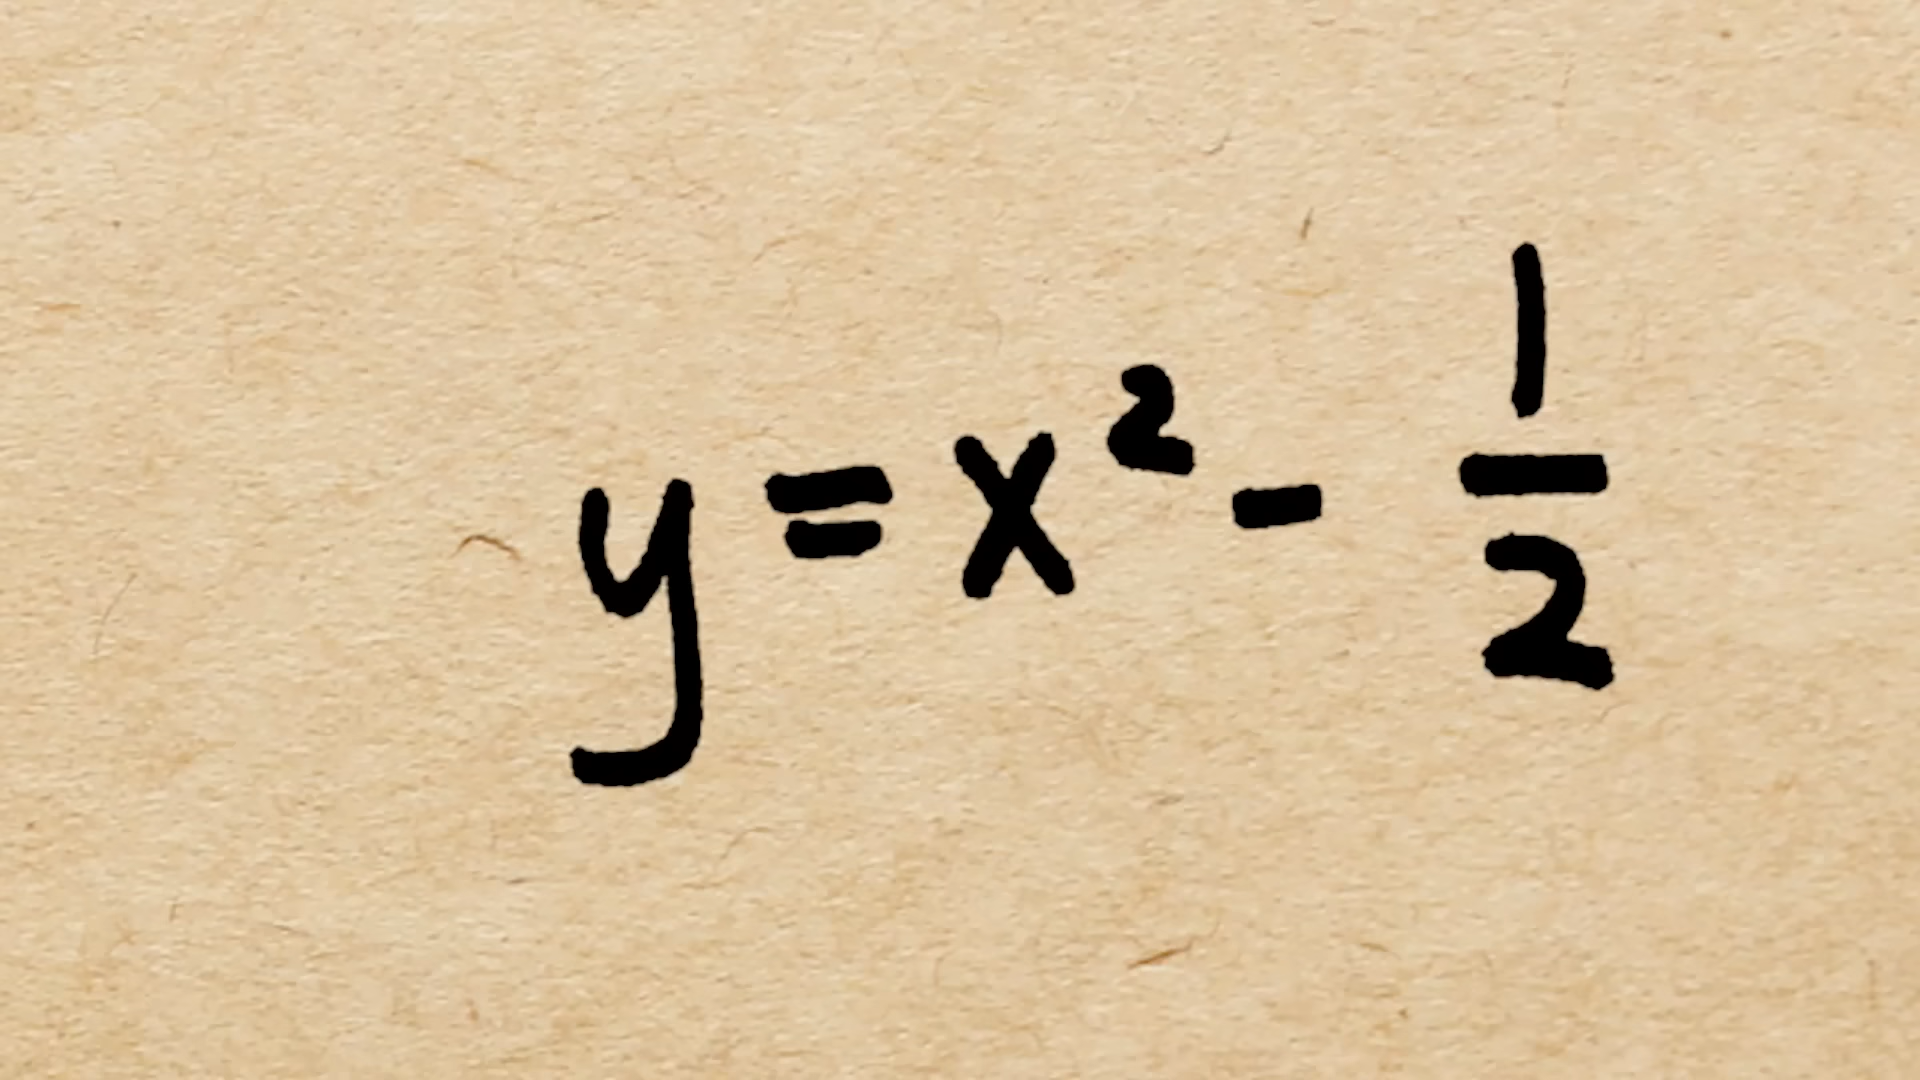 y = x² - 1/2